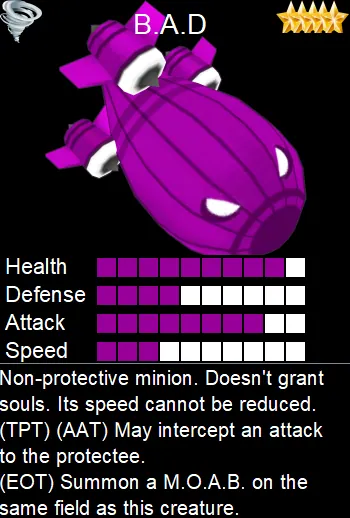 B.A.D
Health
Defense
Attack
Speed
Non-protective minion. Doesn't grant
souls. Its speed cannot be reduced.
(TPT) (AAT) May intercept an attack
to the protectee.
(EOT) Summon a M.O.A.B. on the
same field as this creature.